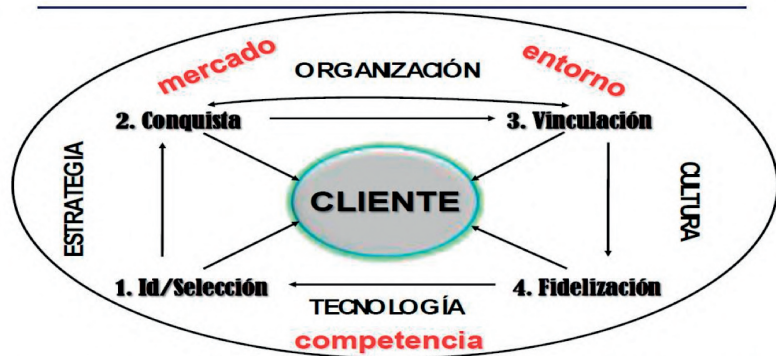 mercado
entorno
ORGANIZACIÓN
2. Conquista
3. Vinculación
ESTRATEGIA
CLIENTE
CULTURA
1. Id/Selección
4. Fidelización
TECNOLOGÍA
competencia